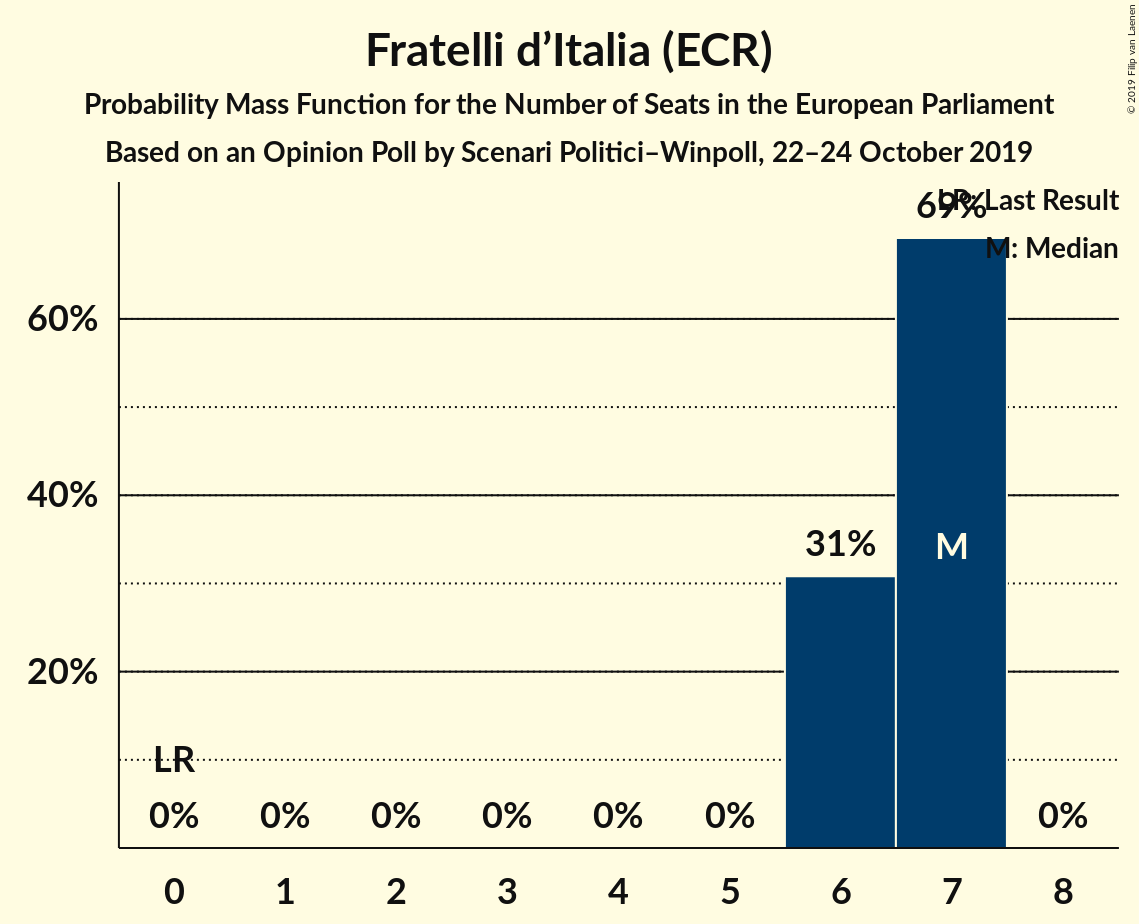 Fratelli d’Italia (ECR)
Probability Mass Function for the Number of Seats in the European Parliament
Based on an Opinion Poll by Scenari Politici–Winpoll, 22–24 October 2019
© 2019 Filip van Laenen
LR: Last Result
M: Median
69%
60%
40%
31%
M
20%
LR
0% 0% 0% 0% 0% 0% 0%
0 1 2 3 4 5 6 7 8